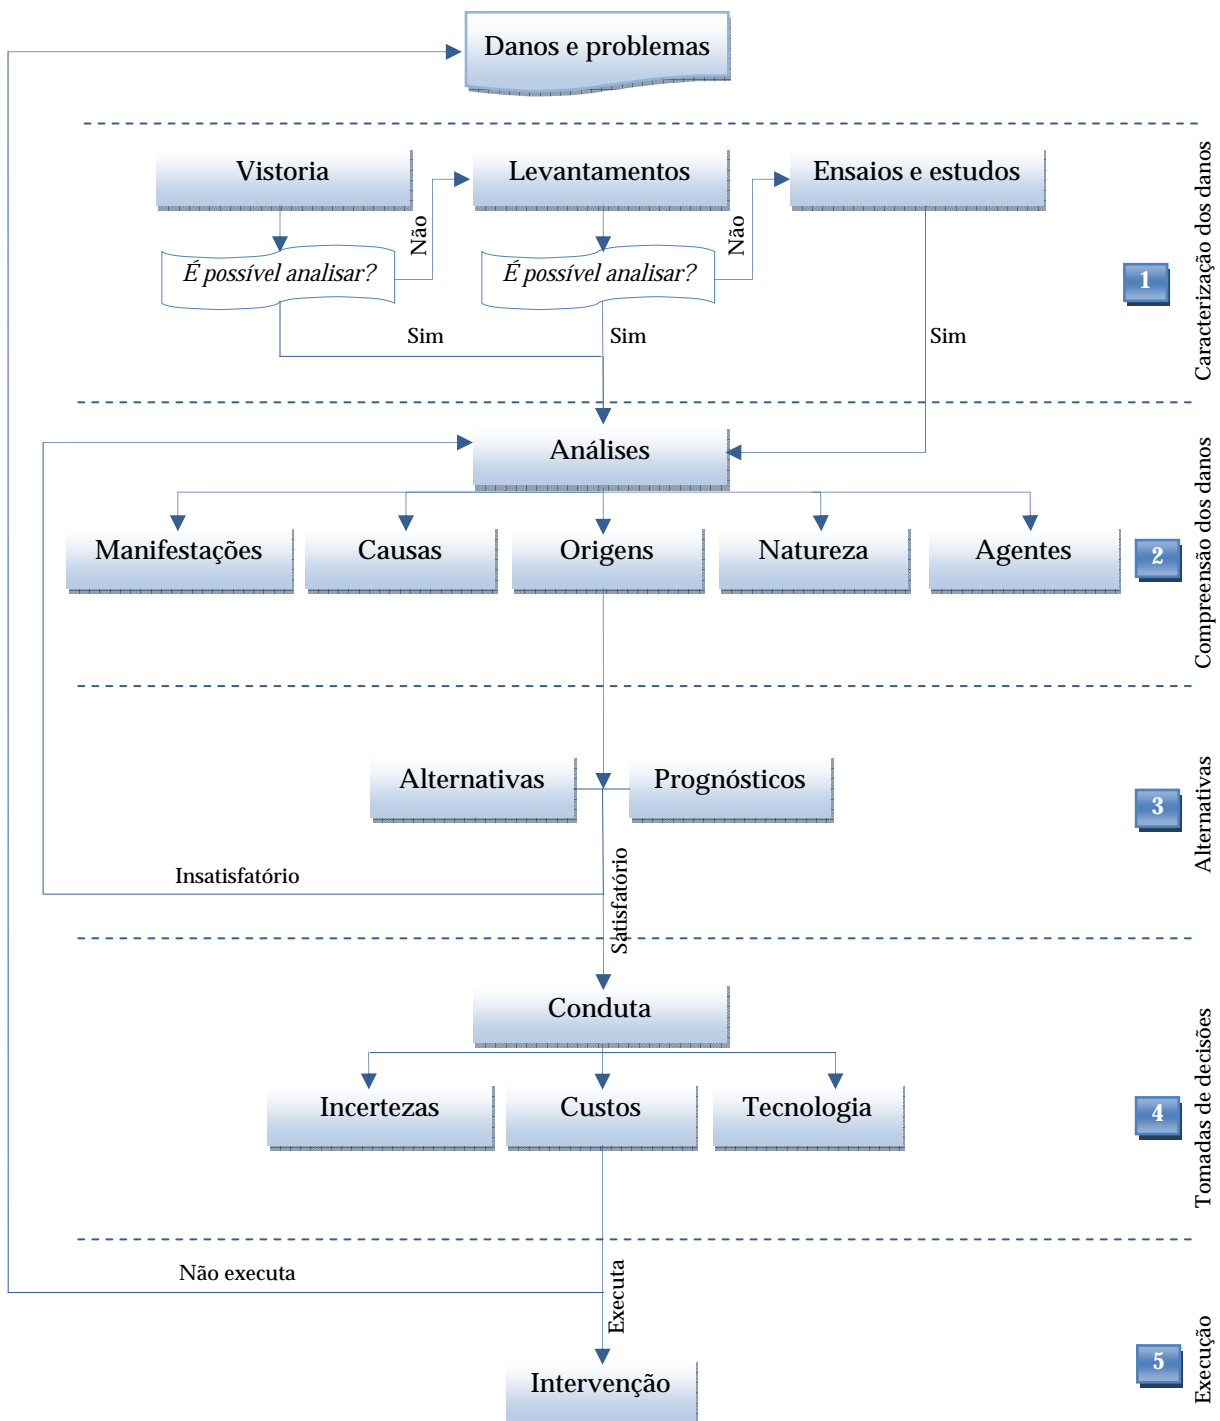 Danos e problemas
Vistoria
Levantamentos
Ensaios e estudos
Não
Não
É possível analisar?
É possível analisar?
Sim
Sim
Sim
1
Caracterização dos danos
Análises
Manifestações
Causas
Origens
Natureza
Agentes
2
Compreensão dos danos
Alternativas
Prognósticos
3
Alternativas
Insatisfatório
Satisfatório
Conduta
Incertezas
Custos
Tecnologia
4
Tomadas de decisões
Não executa
Executa
Intervenção
5
Execução